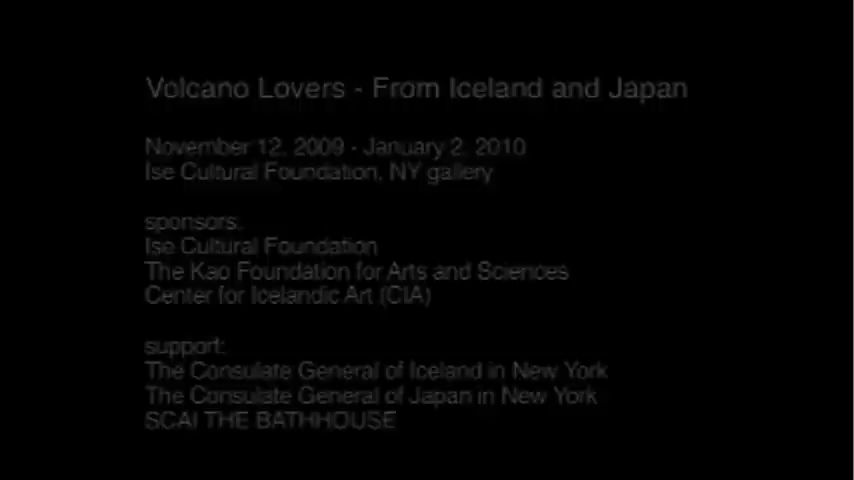 Volcano Lovers - From Iceland and Japan
November 12, 2009 - January 2, 2010
Ise Cultural Foundation, NY gallery
sponsors:
Ise Cultural Foundation
The Kao Foundation for Arts and Sciences
Center for Icelandic Art (CIA)
support:
The Consulate General of Iceland in New York
The Consulate General of Japan in New York
SCAI THE BATHHOUSE